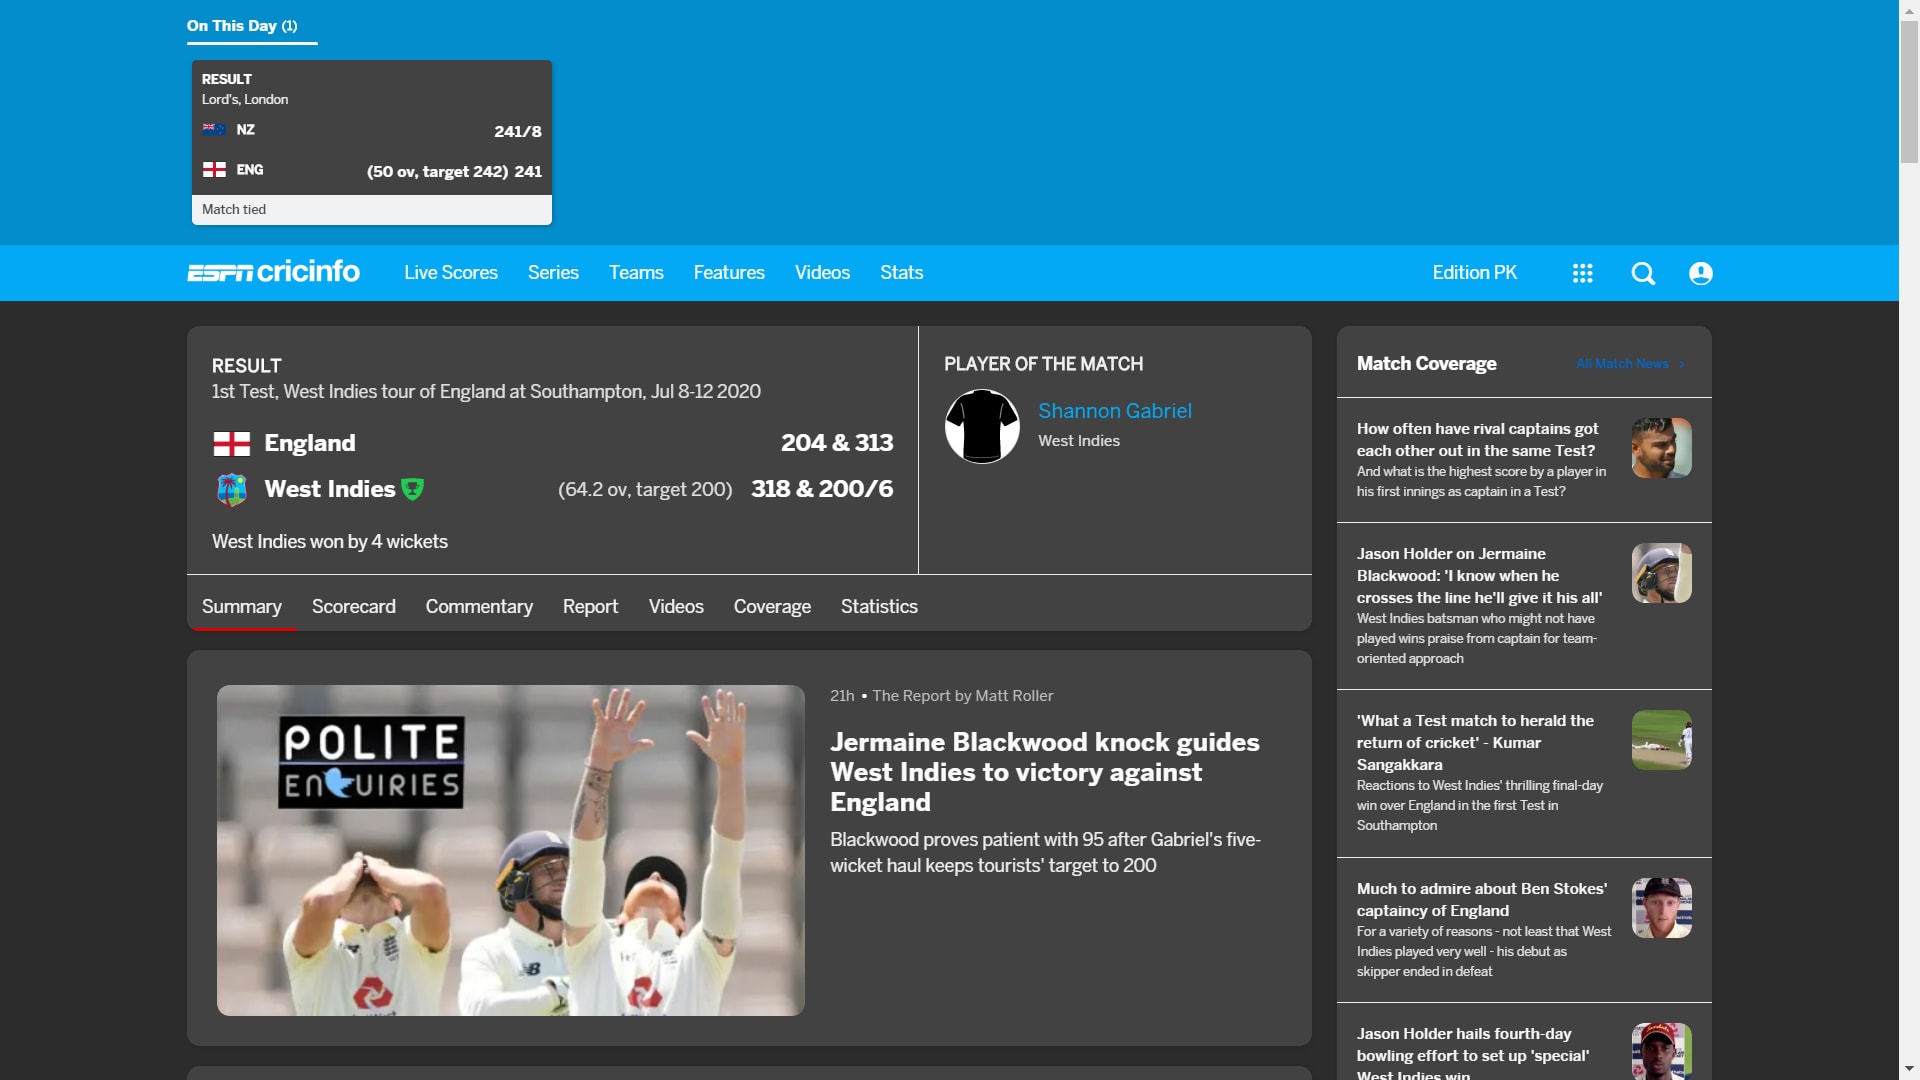 On This Day (1)
RESULT
Lord's, London
NZ 241/8
ENG (50 ov, target 242) 241
Match tied
ESPN cricinfo Live Scores Series Teams Features Videos Stats Edition PK
RESULT
1st Test, West Indies tour of England at Southampton, Jul 8-12 2020
England 204 & 313
West Indies (64.2 ov, target 200) 318 & 200/6
West Indies won by 4 wickets
PLAYER OF THE MATCH
Shannon Gabriel
West Indies
Summary Scorecard Commentary Report Videos Coverage Statistics
POLITE
ENQUIRIES
21h • The Report by Matt Roller
Jermaine Blackwood knock guides
West Indies to victory against
England
Blackwood proves patient with 95 after Gabriel's five-
wicket haul keeps tourists' target to 200
Match Coverage All Match News
How often have rival captains got
each other out in the same Test?
And what is the highest score by a player in
his first innings as captain in a Test?
Jason Holder on Jermaine
Blackwood: 'I know when he
crosses the line he'll give it his all'
West Indies batsman who might not have
played wins praise from captain for team-
oriented approach
'What a Test match to herald the
return of cricket' - Kumar
Sangakkara
Reactions to West Indies' thrilling final-day
win over England in the first Test in
Southampton
Much to admire about Ben Stokes'
captaincy of England
For a variety of reasons - not least that West
Indies played very well - his debut as
skipper ended in defeat
Jason Holder hails fourth-day
bowling effort to set up 'special'
West Indies win